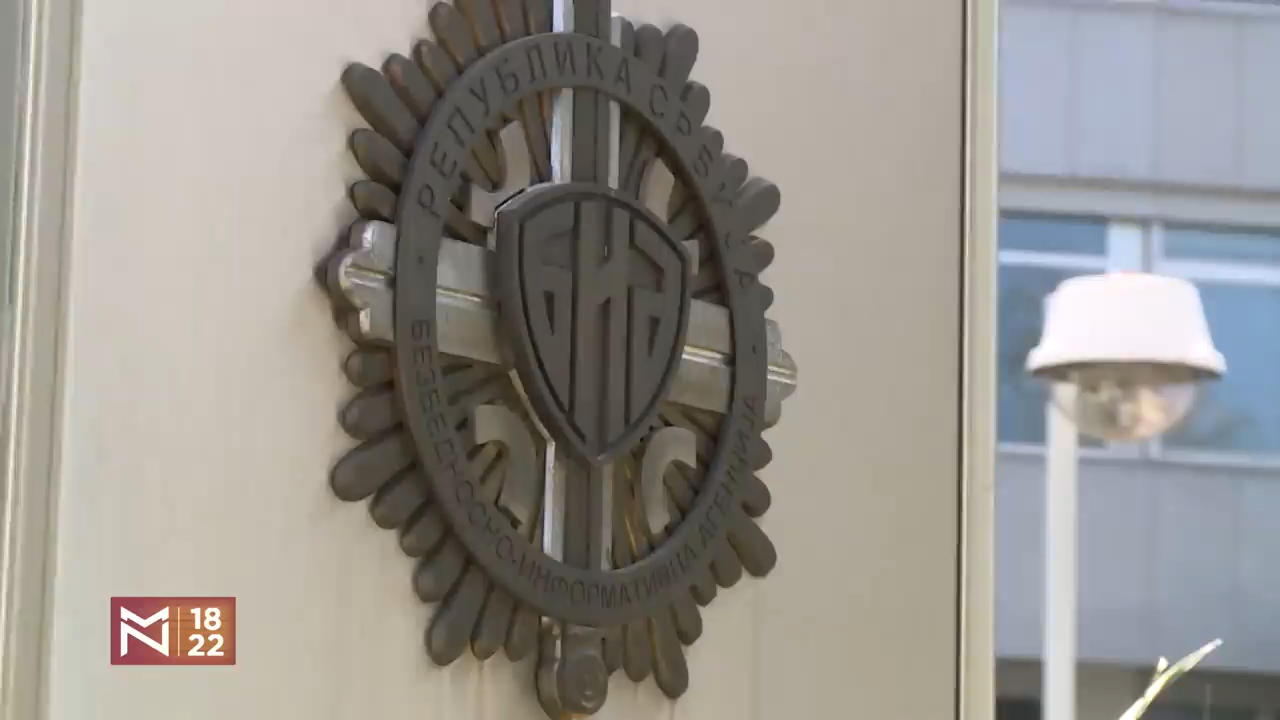 РЕПУБЛИКА СРБИЈА
БИА
БЕЗБЕДНОСНО-ИНФОРМАТИВНА АГЕНЦИЈА
18
22